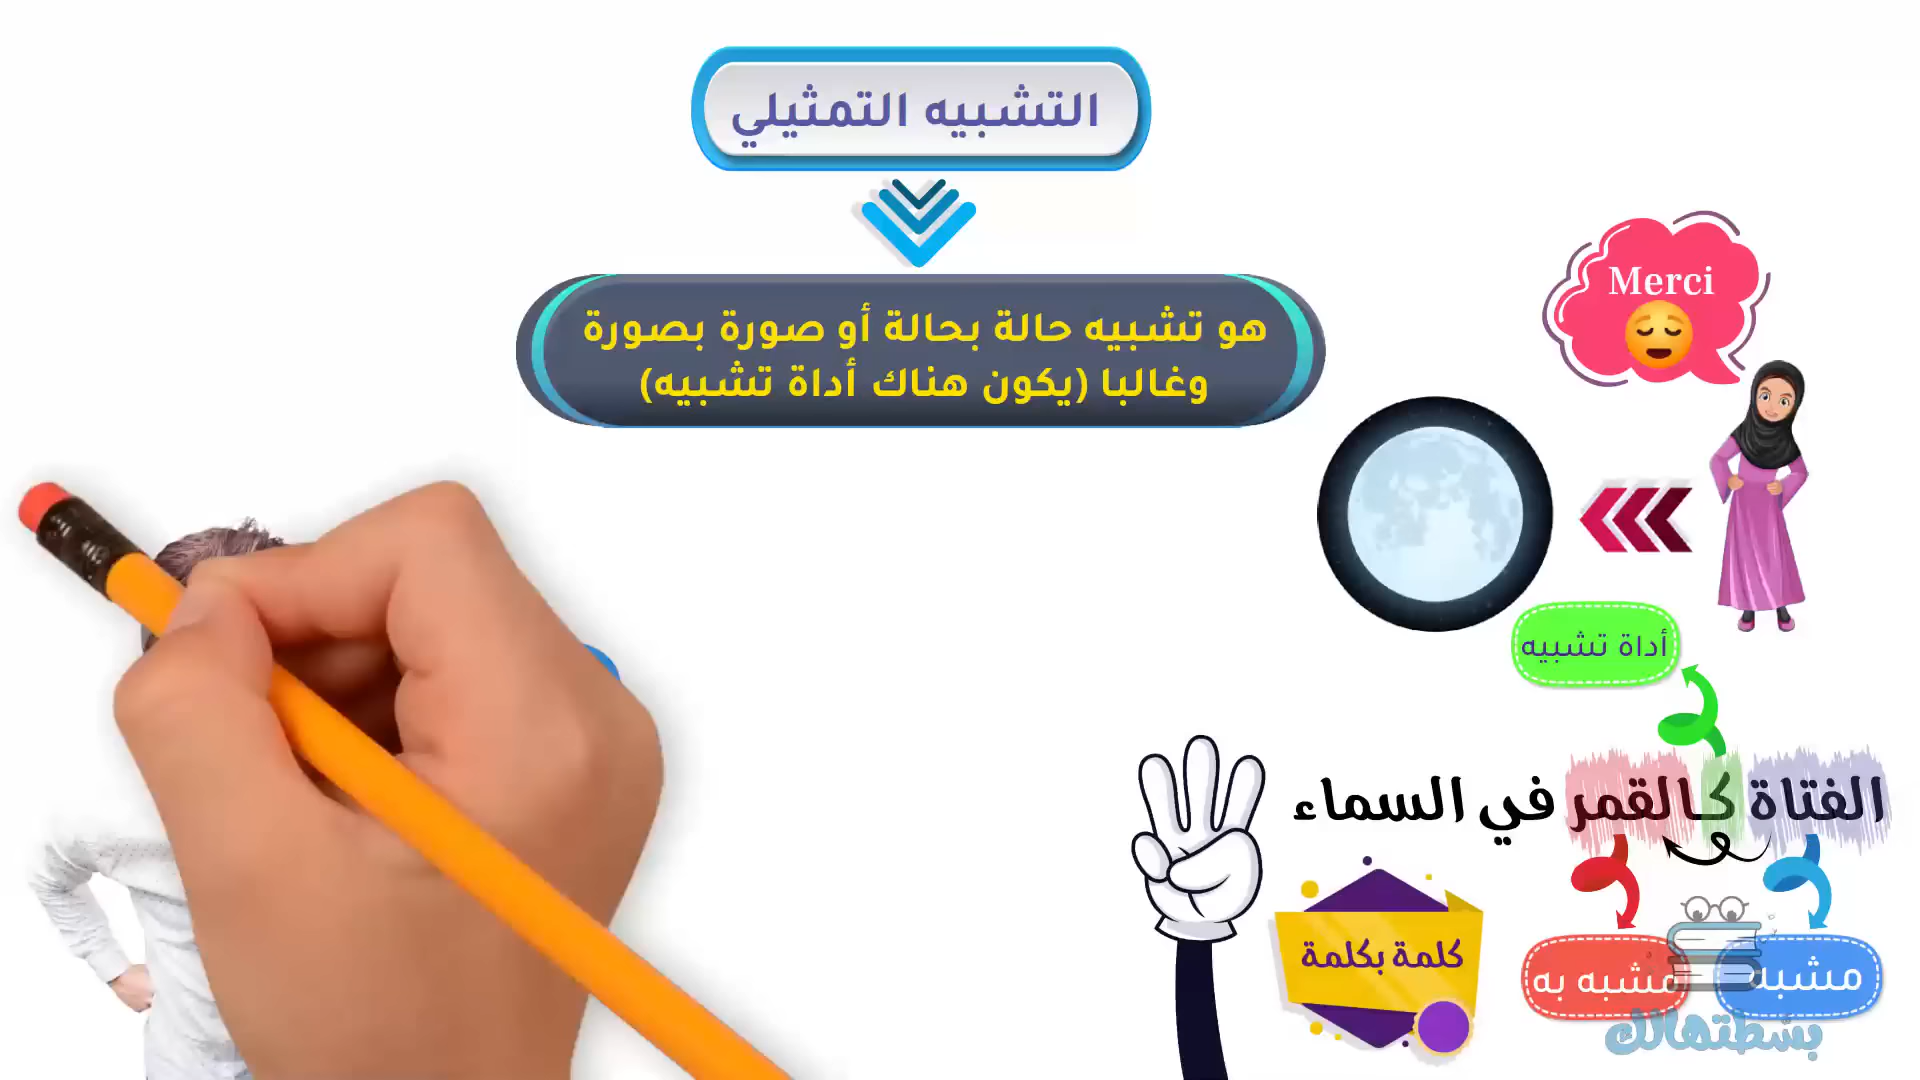 التشبيه التمثيلي
هو تشبيه حالة بحالة أو صورة بصورة
وغالبا (يكون هناك أداة تشبيه)
Merci
أداة تشبيه
الفتاة كالقمر في السماء
كلمة بكلمة
مشبه
مشبه به
بسطتهالك